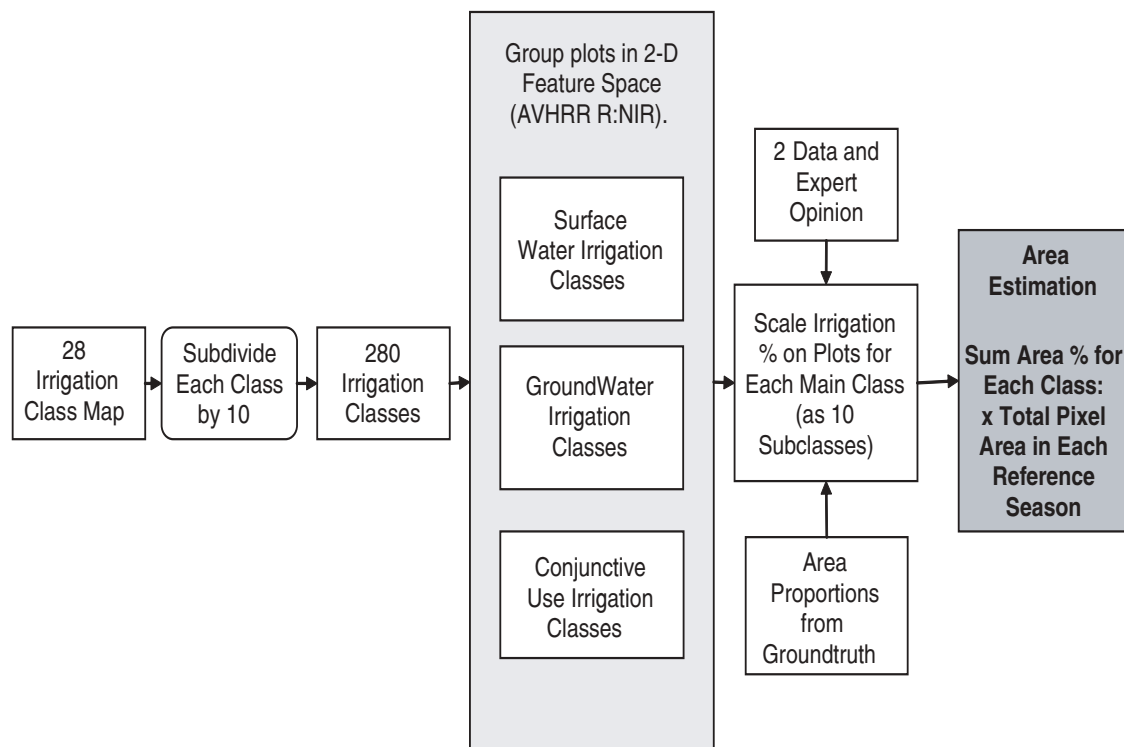 28
Irrigation
Class Map
Subdivide
Each Class
by 10
280
Irrigation
Classes
Group plots in 2-D
Feature Space
(AVHRR R:NIR).
Surface
Water Irrigation
Classes
GroundWater
Irrigation
Classes
Conjunctive
Use Irrigation
Classes
2 Data and
Expert
Opinion
Scale Irrigation
% on Plots for
Each Main Class
(as 10
Subclasses)
Area
Proportions
from
Groundtruth
Area
Estimation
Sum Area % for
Each Class:
x Total Pixel
Area in Each
Reference
Season